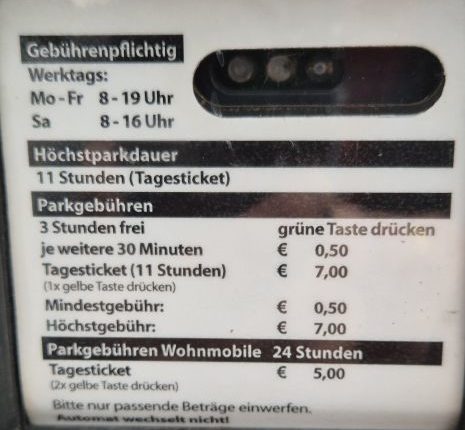 Gebührenpflichtig
Werktags:
Mo - Fr 8 - 19 Uhr
Sa 8 - 16 Uhr
Höchstparkdauer
11 Stunden (Tagesticket)
Parkgebühren
3 Stunden frei grüne Taste drücken
je weitere 30 Minuten € 0,50
Tagesticket (11 Stunden) € 7,00
(1x gelbe Taste drücken)
Mindestgebühr: € 0,50
Höchstgebühr: € 7,00
Parkgebühren Wohnmobile 24 Stunden
Tagesticket € 5,00
(2x gelbe Taste drücken)
Bitte nur passende Beträge einwerfen.
Automat wechselt nicht!